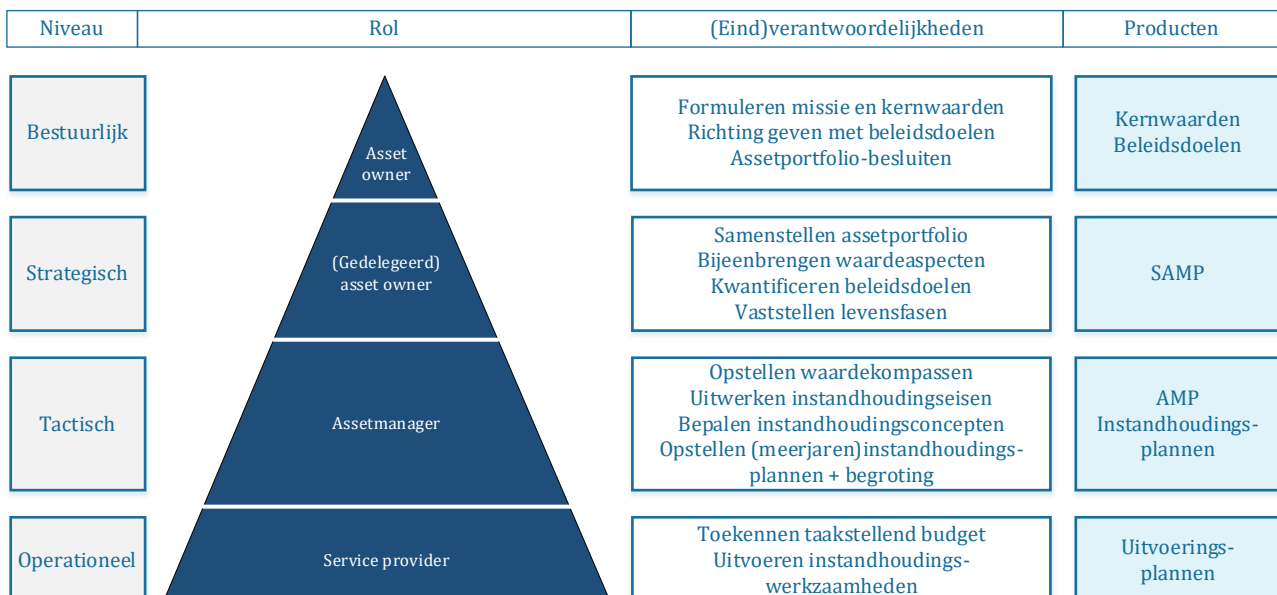 Niveau
Rol
(Eind)verantwoordelijkheden
Producten
Bestuurlijk
Asset
owner
Formuleren missie en kernwaarden
Richting geven met beleidsdoelen
Assetportfolio-besluiten
Kernwaarden
Beleidsdoelen
Strategisch
(Gedelegeerd)
asset owner
Samenstellen assetportfolio
Bijeenbrengen waardeaspecten
Kwantificeren beleidsdoelen
Vaststellen levensfasen
SAMP
Tactisch
Assetmanager
Opstellen waardekompassen
Uitwerken instandhoudingseisen
Bepalen instandhoudingsconcepten
Opstellen (meerjaren)instandhoudings-
plannen + begroting
AMP
Instandhoudings-
plannen
Operationeel
Service provider
Toekennen taakstellend budget
Uitvoeren instandhoudings-
werkzaamheden
Uitvoerings-
plannen